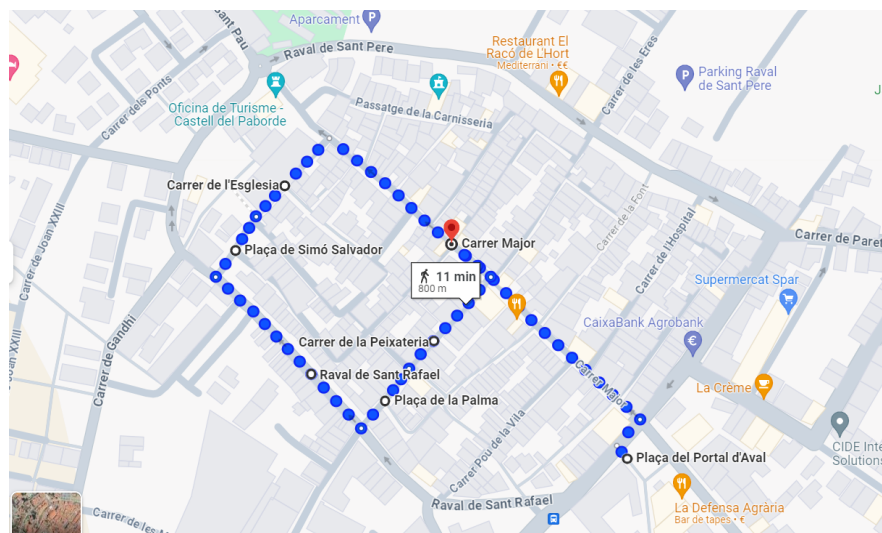 Aparcament
Sant Pau
Raval de Sant Pere
Restaurant El
Racó de L'Hort
Mediterrani • €€
Carrer de les Eres
Parking Raval
de Sant Pere
Carrer dels Ponts
Oficina de Turisme -
Castell del Paborde
Passatge de la Carnisseria
J
Carrer de l'Esglesia
Carrer de Joan XXIII
Plaça de Simó Salvador
Carrer Major
Carrer de la Font
Carrer de l'Hospital
Carrer de Paret
11 min
800 m
Supermercat Spar
CaixaBank Agrobank
Carrer de Gandhi
Joan XXIII
Carrer de la Peixateria
Raval de Sant Rafael
Carrer Major
La Crème
Plaça de la Palma
Carrer Pou de la Vila
CIDE Inte
Solutions
Plaça del Portal d'Aval
Raval de Sant Rafael
La Defensa Agrària
Bar de tapes • €
Carrer de les M